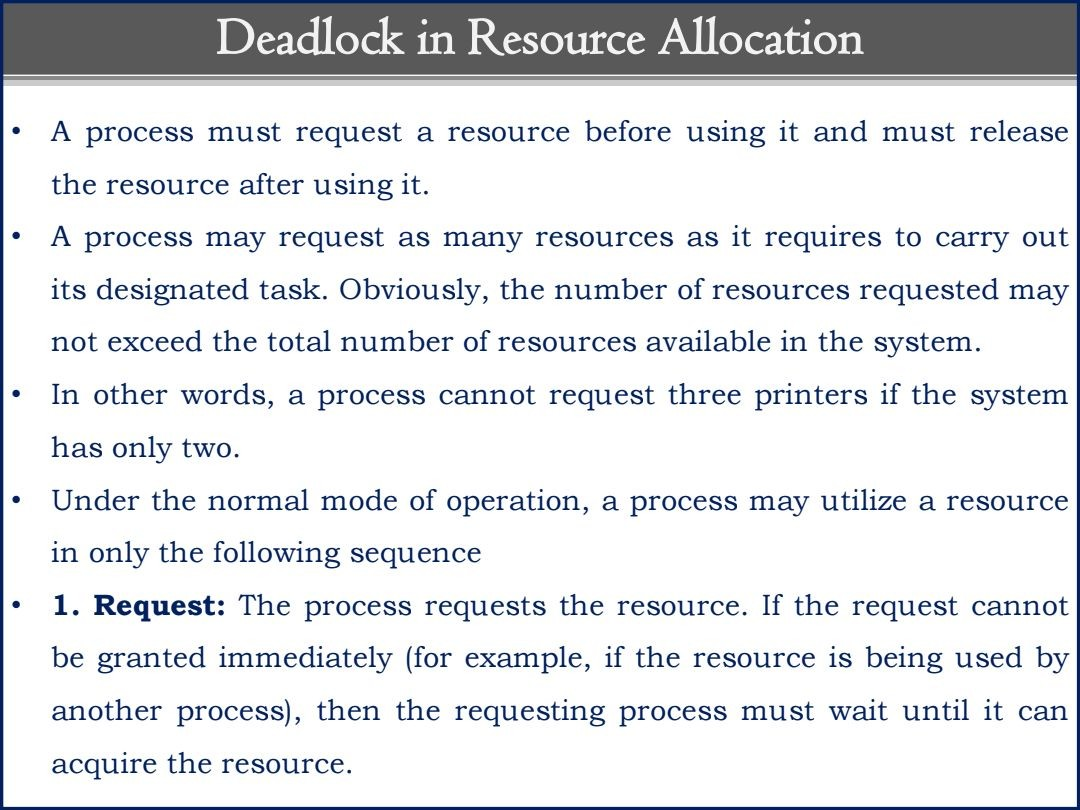 Deadlock in Resource Allocation
• A process must request a resource before using it and must release
the resource after using it.
• A process may request as many resources as it requires to carry out
its designated task. Obviously, the number of resources requested may
not exceed the total number of resources available in the system.
• In other words, a process cannot request three printers if the system
has only two.
• Under the normal mode of operation, a process may utilize a resource
in only the following sequence
• 1. Request: The process requests the resource. If the request cannot
be granted immediately (for example, if the resource is being used by
another process), then the requesting process must wait until it can
acquire the resource.